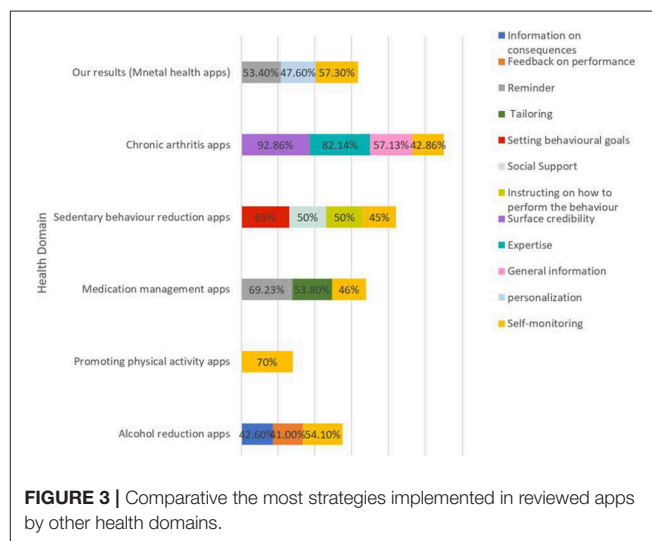 Our results (Mnetal health apps)
53.40% 47.60% 57.30%
Chronic arthritis apps
92.86% 82.14% 57.13% 42.86%
Sedentary behaviour reduction apps
65% 50% 50% 45%
Medication management apps
69.23% 53.80% 46%
Promoting physical activity apps
70%
Alcohol reduction apps
42.60% 41.00% 54.10%
Health Domain
Information on
consequences
Feedback on performance
Reminder
Tailoring
Setting behavioural goals
Social Support
Instructing on how to
perform the behaviour
Surface credibility
Expertise
General information
personalization
Self-monitoring
FIGURE 3 | Comparative the most strategies implemented in reviewed apps
by other health domains.